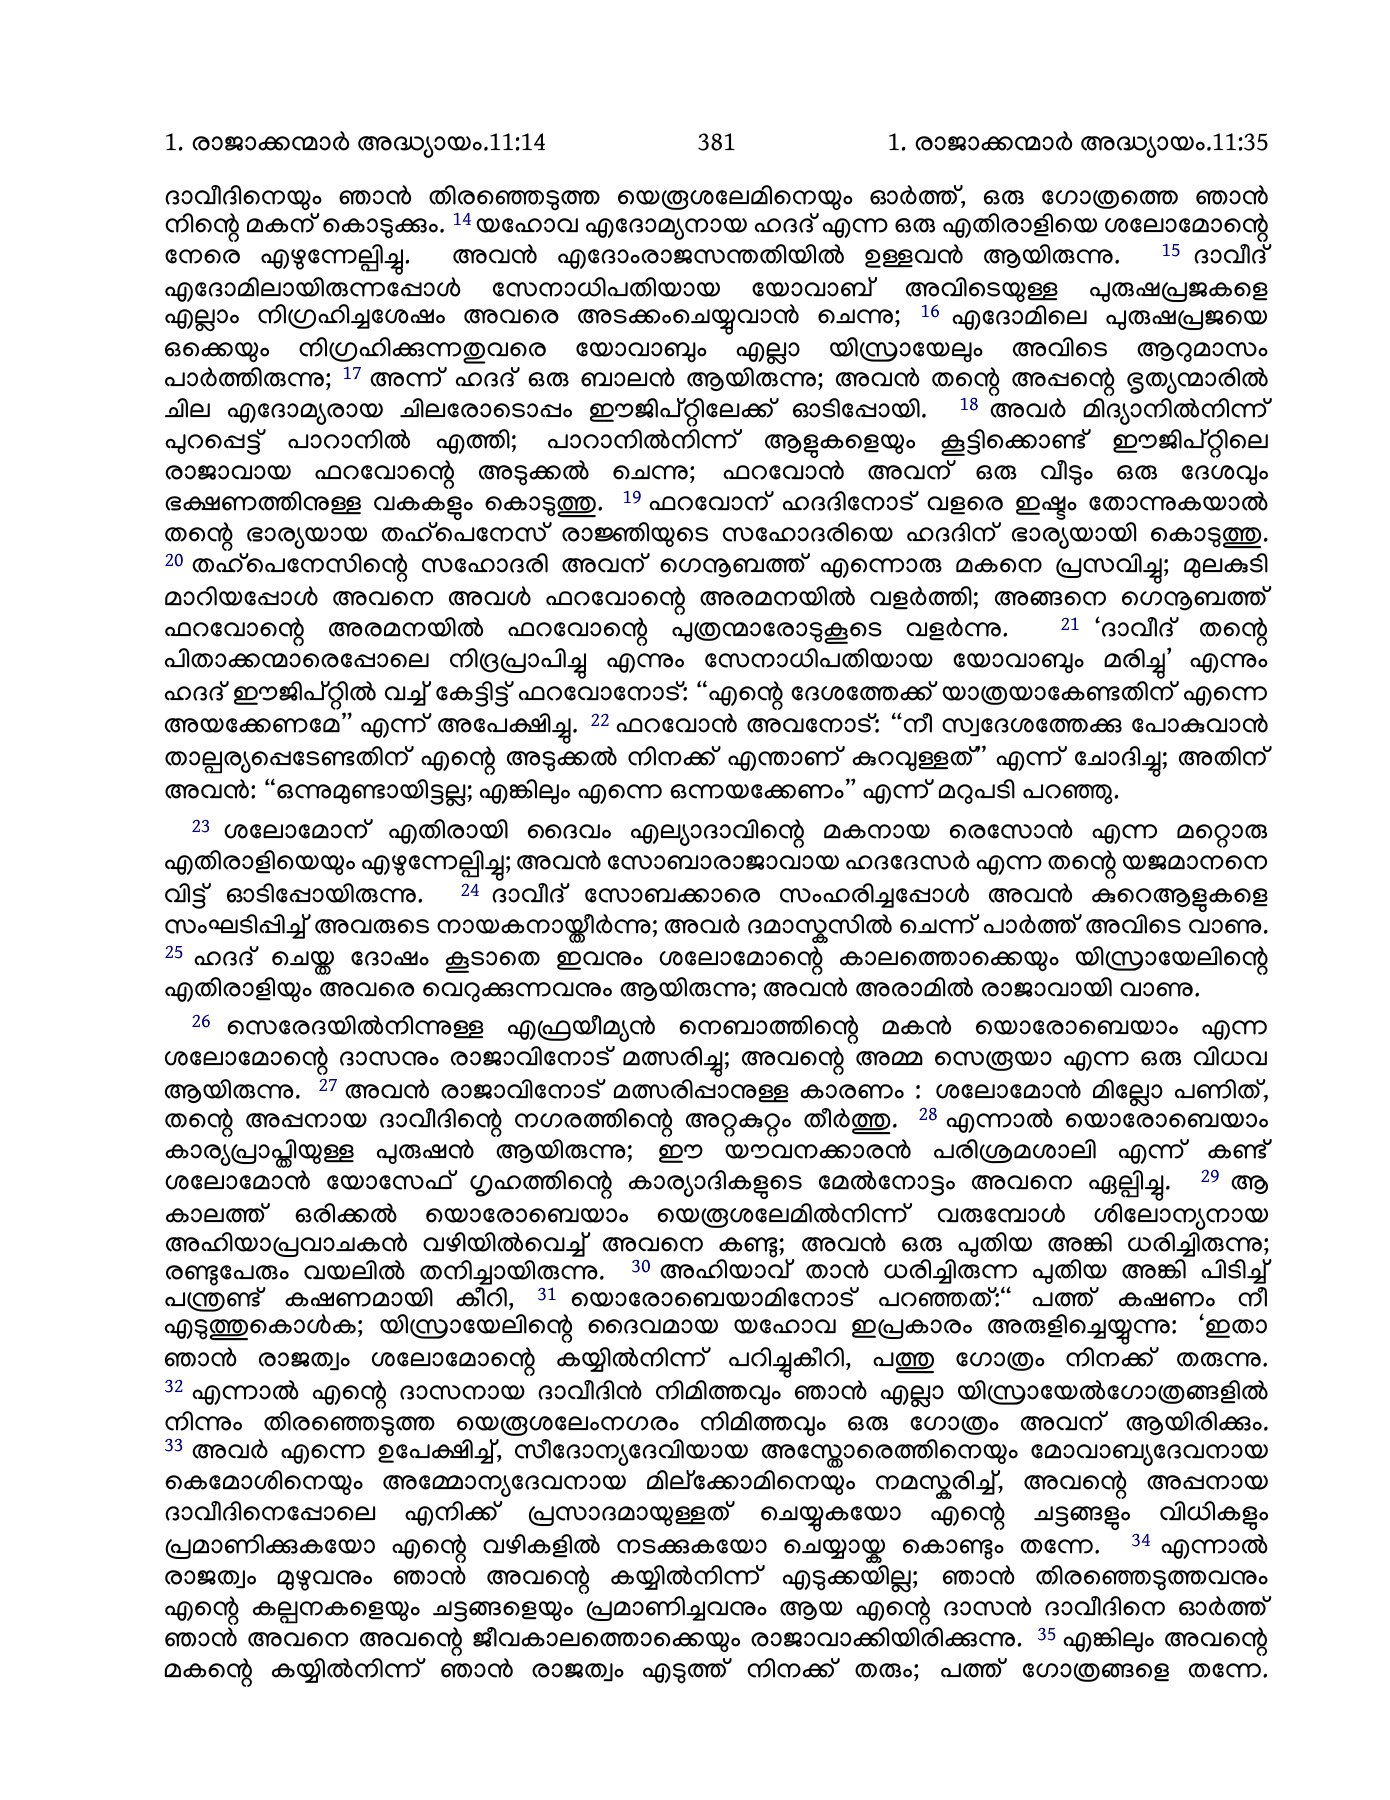 1. രാജാക്കന്മാർ അദ്ധ്യായം.11:14 381 1. രാജാക്കന്മാർ അദ്ധ്യായം.11:35
ദാവീദിനെയും ഞാൻ തിരഞ്ഞെടുത്ത യെരൂശലേമിനെയും ഓർത്ത്, ഒരു ഗോത്രത്തെ ഞാൻ
നിന്റെ മകന് കൊടുക്കും. 14 യഹോവ എദോമ്യനായ ഹദദ് എന്ന ഒരു എതിരാളിയെ ശലോമോന്റെ
നേരെ എഴുന്നേല്പിച്ചു. അവൻ എദോംരാജസന്തതിയിൽ ഉള്ളവൻ ആയിരുന്നു. 15 ദാവീദ്
എദോമിലായിരുന്നപ്പോൾ സേനാധിപതിയായ യോവാബ് അവിടെയുള്ള പുരുഷപ്രജകളെ
എല്ലാം നിഗ്രഹിച്ചശേഷം അവരെ അടക്കംചെയ്യുവാൻ ചെന്നു; 16 എദോമിലെ പുരുഷപ്രജയെ
ഒക്കെയും നിഗ്രഹിക്കുന്നതുവരെ യോവാബും എല്ലാ യിസ്രായേലും അവിടെ ആറുമാസം
പാർത്തിരുന്നു; 17 അന്ന് ഹദദ് ഒരു ബാലൻ ആയിരുന്നു; അവൻ തന്റെ അപ്പന്റെ ഭൃത്യന്മാരിൽ
ചില എദോമ്യരായ ചിലരോടൊപ്പം ഈജിപ്റ്റിലേക്ക് ഓടിപ്പോയി. 18 അവർ മിദ്യാനിൽനിന്ന്
പുറപ്പെട്ട് പാറാനിൽ എത്തി; പാറാനിൽനിന്ന് ആളുകളെയും കൂട്ടിക്കൊണ്ട് ഈജിപ്റ്റിലെ
രാജാവായ ഫറവോന്റെ അടുക്കൽ ചെന്നു; ഫറവോൻ അവന് ഒരു വീടും ഒരു ദേശവും
ഭക്ഷണത്തിനുള്ള വകകളും കൊടുത്തു. 19 ഫറവോന് ഹദദിനോട് വളരെ ഇഷ്ടം തോന്നുകയാൽ
തന്റെ ഭാര്യയായ തഹ്പെനേസ് രാജ്ഞിയുടെ സഹോദരിയെ ഹദദിന് ഭാര്യയായി കൊടുത്തു.
20 തഹ്പെനേസിന്റെ സഹോദരി അവന് ഗെനൂബത്ത് എന്നൊരു മകനെ പ്രസവിച്ചു; മുലകുടി
മാറിയപ്പോൾ അവനെ അവൾ ഫറവോന്റെ അരമനയിൽ വളർത്തി; അങ്ങനെ ഗെനൂബത്ത്
ഫറവോന്റെ അരമനയിൽ ഫറവോന്റെ പുത്രന്മാരോടുകൂടെ വളർന്നു. 21 ‘ദാവീദ് തന്റെ
പിതാക്കന്മാരെപ്പോലെ നിദ്രപ്രാപിച്ചു എന്നും സേനാധിപതിയായ യോവാബും മരിച്ചു’ എന്നും
ഹദദ് ഈജിപ്റ്റിൽ വച്ച് കേട്ടിട്ട് ഫറവോനോട്: “എന്റെ ദേശത്തേക്ക് യാത്രയാകേണ്ടതിന് എന്നെ
അയക്കേണമേ” എന്ന് അപേക്ഷിച്ചു. 22 ഫറവോൻ അവനോട്: “നീ സ്വദേശത്തേക്കു പോകുവാൻ
താല്പര്യപ്പെടേണ്ടതിന് എന്റെ അടുക്കൽ നിനക്ക് എന്താണ് കുറവുള്ളത്” എന്ന് ചോദിച്ചു; അതിന്
അവൻ: “ഒന്നുമുണ്ടായിട്ടല്ല; എങ്കിലും എന്നെ ഒന്നയക്കേണം” എന്ന് മറുപടി പറഞ്ഞു.
23 ശലോമോന് എതിരായി ദൈവം എല്യാദാവിന്റെ മകനായ രെസോൻ എന്ന മറ്റൊരു
എതിരാളിയെയും എഴുന്നേല്പിച്ചു; അവൻ സോബാരാജാവായ ഹദദേസർ എന്ന തന്റെ യജമാനനെ
വിട്ട് ഓടിപ്പോയിരുന്നു. 24 ദാവീദ് സോബക്കാരെ സംഹരിച്ചപ്പോൾ അവൻ കുറെആളുകളെ
സംഘടിപ്പിച്ച് അവരുടെ നായകനായ്തീർന്നു; അവർ ദമാസ്കസിൽ ചെന്ന് പാർത്ത് അവിടെ വാണു.
25 ഹദദ് ചെയ്ത ദോഷം കൂടാതെ ഇവനും ശലോമോന്റെ കാലത്തൊക്കെയും യിസ്രായേലിന്റെ
എതിരാളിയും അവരെ വെറുക്കുന്നവനും ആയിരുന്നു; അവൻ അരാമിൽ രാജാവായി വാണു.
26 സെരേദയിൽനിന്നുള്ള എഫ്രയീമ്യൻ നെബാത്തിന്റെ മകൻ യൊരോബെയാം എന്ന
ശലോമോന്റെ ദാസനും രാജാവിനോട് മത്സരിച്ചു; അവന്റെ അമ്മ സെരൂയാ എന്ന ഒരു വിധവ
ആയിരുന്നു. 27 അവൻ രാജാവിനോട് മത്സരിപ്പാനുള്ള കാരണം : ശലോമോൻ മില്ലോ പണിത്,
തന്റെ അപ്പനായ ദാവീദിന്റെ നഗരത്തിന്റെ അറ്റകുറ്റം തീർത്തു. 28 എന്നാൽ യൊരോബെയാം
കാര്യപ്രാപ്തിയുള്ള പുരുഷൻ ആയിരുന്നു; ഈ യൗവനക്കാരൻ പരിശ്രമശാലി എന്ന് കണ്ട്
ശലോമോൻ യോസേഫ് ഗൃഹത്തിന്റെ കാര്യാദികളുടെ മേൽനോട്ടം അവനെ ഏല്പിച്ചു. 29 ആ
കാലത്ത് ഒരിക്കൽ യൊരോബെയാം യെരൂശലേമിൽനിന്ന് വരുമ്പോൾ ശിലോന്യനായ
അഹിയാപ്രവാചകൻ വഴിയിൽവെച്ച് അവനെ കണ്ടു; അവൻ ഒരു പുതിയ അങ്കി ധരിച്ചിരുന്നു;
രണ്ടുപേരും വയലിൽ തനിച്ചായിരുന്നു. 30 അഹിയാവ് താൻ ധരിച്ചിരുന്ന പുതിയ അങ്കി പിടിച്ച്
പന്ത്രണ്ട് കഷണമായി കീറി, 31 യൊരോബെയാമിനോട് പറഞ്ഞത്:“ പത്ത് കഷണം നീ
എടുത്തുകൊൾക; യിസ്രായേലിന്റെ ദൈവമായ യഹോവ ഇപ്രകാരം അരുളിച്ചെയ്യുന്നു: ‘ഇതാ
ഞാൻ രാജത്വം ശലോമോന്റെ കയ്യിൽനിന്ന് പറിച്ചുകീറി, പത്തു ഗോത്രം നിനക്ക് തരുന്നു.
32 എന്നാൽ എന്റെ ദാസനായ ദാവീദിൻ നിമിത്തവും ഞാൻ എല്ലാ യിസ്രായേൽഗോത്രങ്ങളിൽ
നിന്നും തിരഞ്ഞെടുത്ത യെരൂശലേംനഗരം നിമിത്തവും ഒരു ഗോത്രം അവന് ആയിരിക്കും.
33 അവർ എന്നെ ഉപേക്ഷിച്ച്, സീദോന്യദേവിയായ അസ്തോരെത്തിനെയും മോവാബ്യദേവനായ
കെമോശിനെയും അമ്മോന്യദേവനായ മില്ക്കോമിനെയും നമസ്കരിച്ച്, അവന്റെ അപ്പനായ
ദാവീദിനെപ്പോലെ എനിക്ക് പ്രസാദമായുള്ളത് ചെയ്യുകയോ എന്റെ ചട്ടങ്ങളും വിധികളും
പ്രമാണിക്കുകയോ എന്റെ വഴികളിൽ നടക്കുകയോ ചെയ്യായ്ക കൊണ്ടും തന്നേ. 34 എന്നാൽ
രാജത്വം മുഴുവനും ഞാൻ അവന്റെ കയ്യിൽനിന്ന് എടുക്കയില്ല; ഞാൻ തിരഞ്ഞെടുത്തവനും
എന്റെ കല്പനകളെയും ചട്ടങ്ങളെയും പ്രമാണിച്ചവനും ആയ എന്റെ ദാസൻ ദാവീദിനെ ഓർത്ത്
ഞാൻ അവനെ അവന്റെ ജീവകാലത്തൊക്കെയും രാജാവാക്കിയിരിക്കുന്നു. 35 എങ്കിലും അവന്റെ
മകന്റെ കയ്യിൽനിന്ന് ഞാൻ രാജത്വം എടുത്ത് നിനക്ക് തരും; പത്ത് ഗോത്രങ്ങളെ തന്നേ.